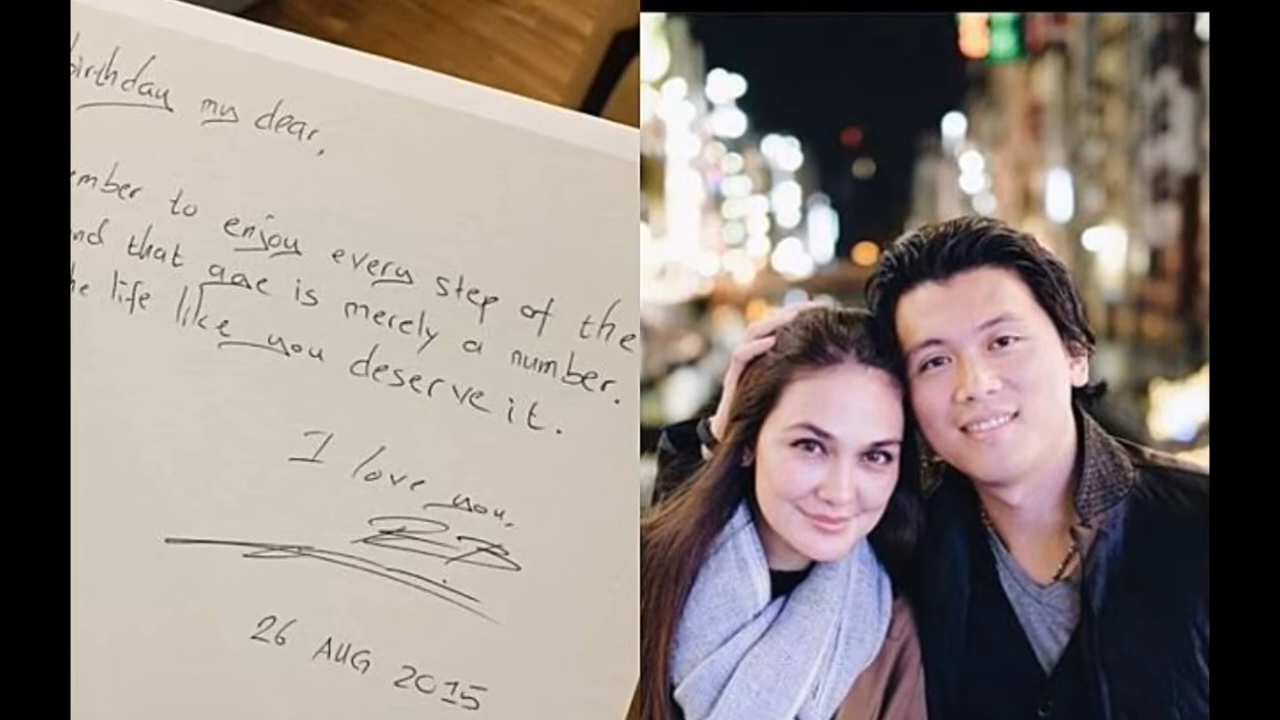 birthday my dear,
ember to enjoy every step of the
nd that age is merely a number.
he life like you deserve it.
I love you,
26 AUG 2015